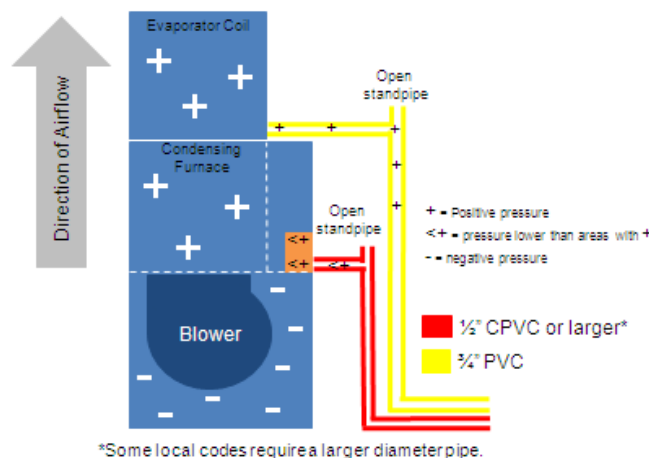 Evaporator Coil
Direction of Airflow
Open
standpipe
+ + + + + + + +
Condensing
Furnace
+ + +
Open
standpipe
+ = Positive pressure
<+ = pressure lower than areas with +
- = negative pressure
<+
<+ <+
Blower
- - - - - - - -
½” CPVC or larger*
¾” PVC
*Some local codes require a larger diameter pipe.